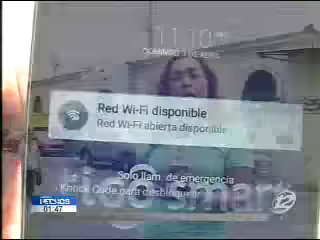 11:10
DOMINGO 3 DE ABRIL
Red Wi-Fi disponible
Red Wi-Fi abierta disponible
Solo llam. de emergencia
Knock Code para desbloquear
smart
HECHOS
01:47
12